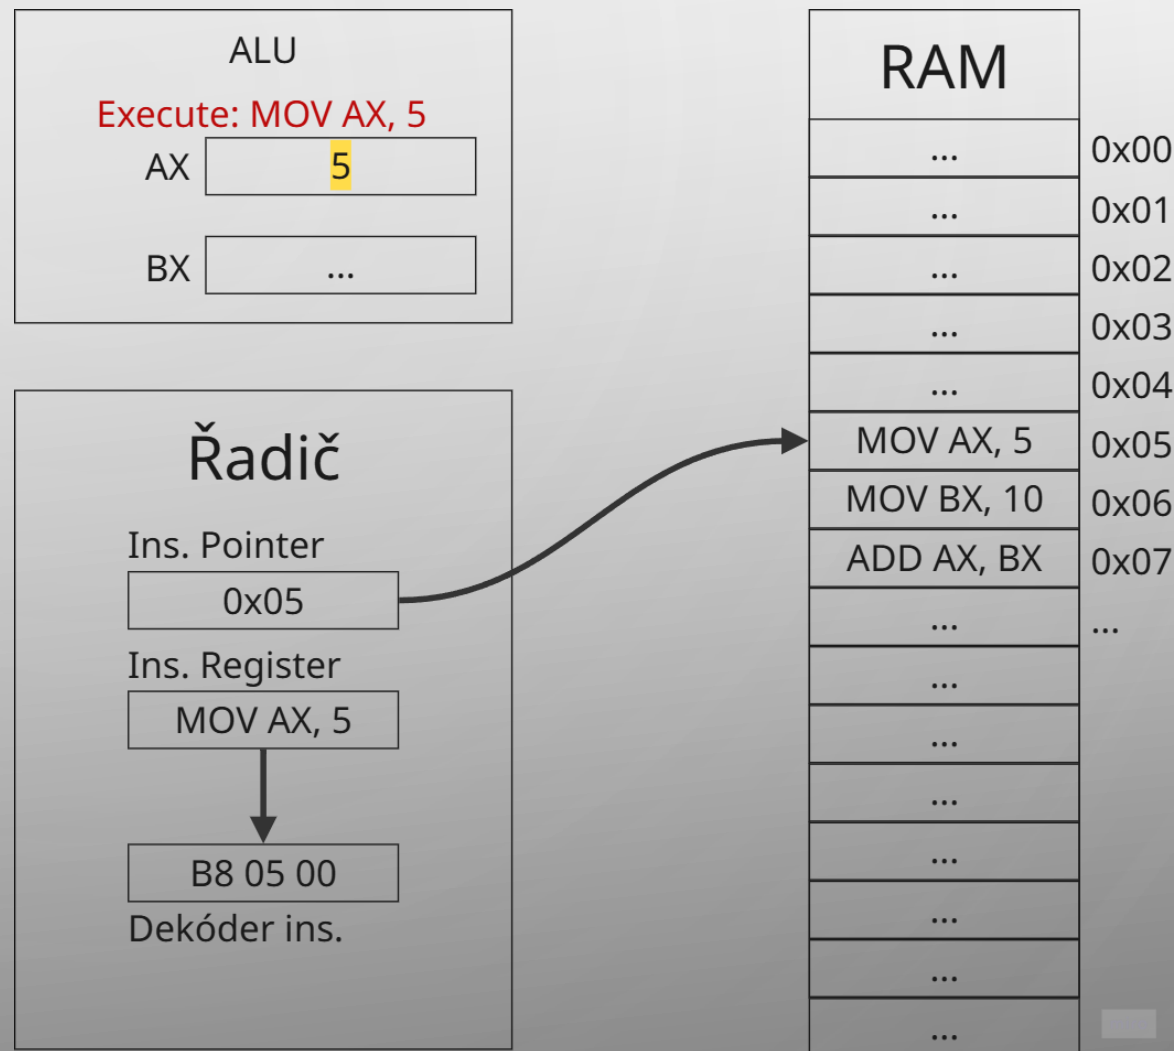 ALU
Execute: MOV AX, 5
AX 5
BX ...
Řadič
Ins. Pointer
0x05
Ins. Register
MOV AX, 5
B8 05 00
Dekóder ins.
RAM
... 0x00
... 0x01
... 0x02
... 0x03
... 0x04
MOV AX, 5 0x05
MOV BX, 10 0x06
ADD AX, BX 0x07
... ...
...
...
...
...
...
...
...